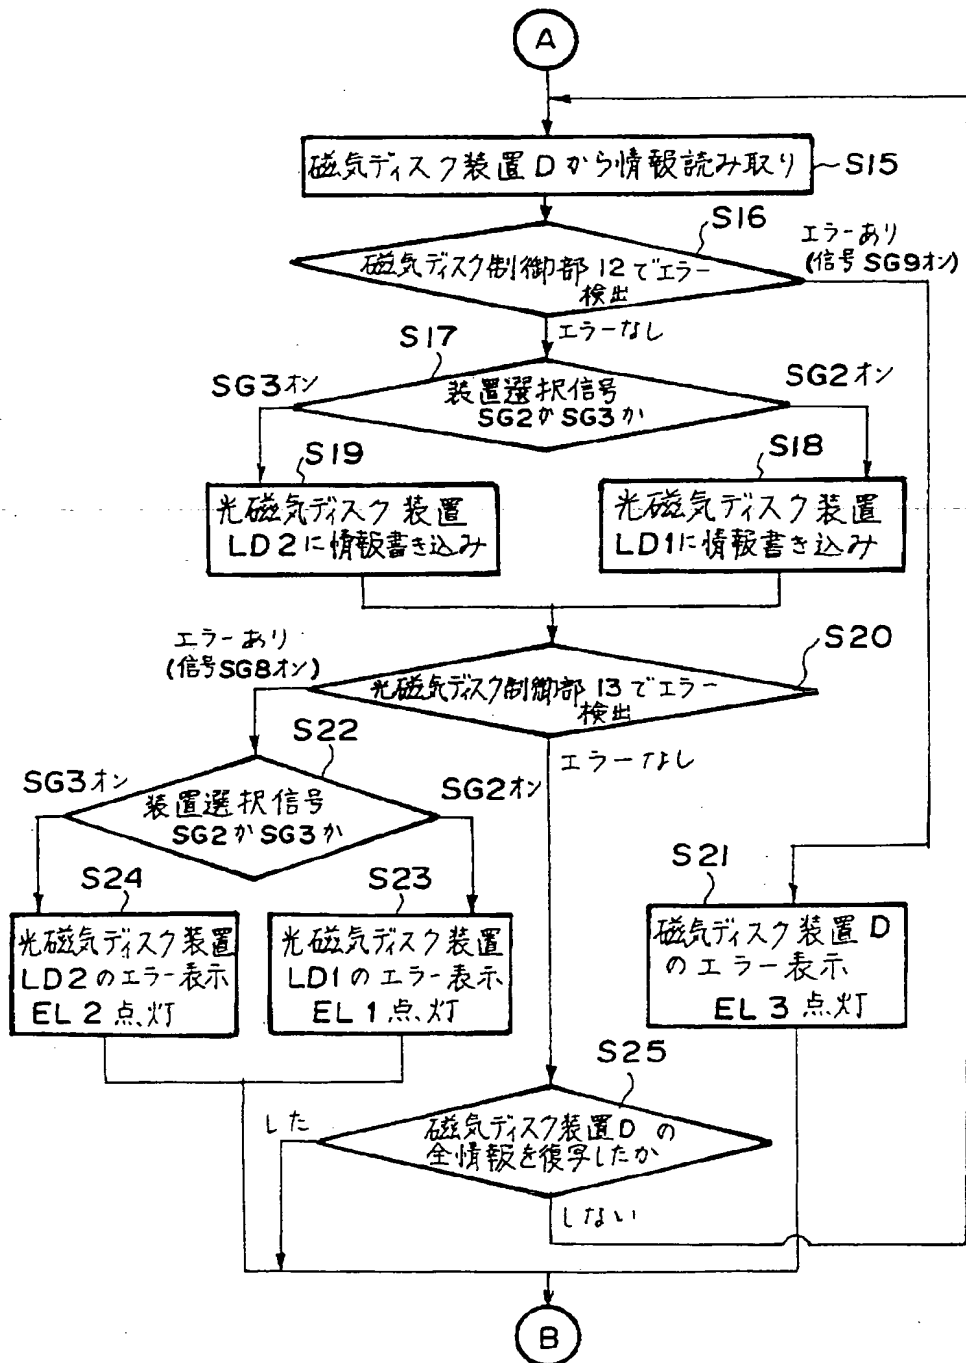 A
磁気ディスク装置Dから情報読み取り
S15
S16
エラーあり
(信号SG9オン)
磁気ディスク制御部12でエラー
検出
エラーなし
S17
SG3オン
SG2オン
装置選択信号
SG2かSG3か
S19
S18
光磁気ディスク装置
LD2に情報書き込み
光磁気ディスク装置
LD1に情報書き込み
エラーあり
(信号SG8オン)
S20
光磁気ディスク制御部13でエラー
検出
S22
エラーなし
SG3オン
SG2オン
装置選択信号
SG2かSG3か
S24
S23
S21
光磁気ディスク装置
LD2のエラー表示
EL2点灯
光磁気ディスク装置
LD1のエラー表示
EL1点灯
磁気ディスク装置D
のエラー表示
EL3点灯
S25
した
磁気ディスク装置Dの
全情報を複写したか
しない
B